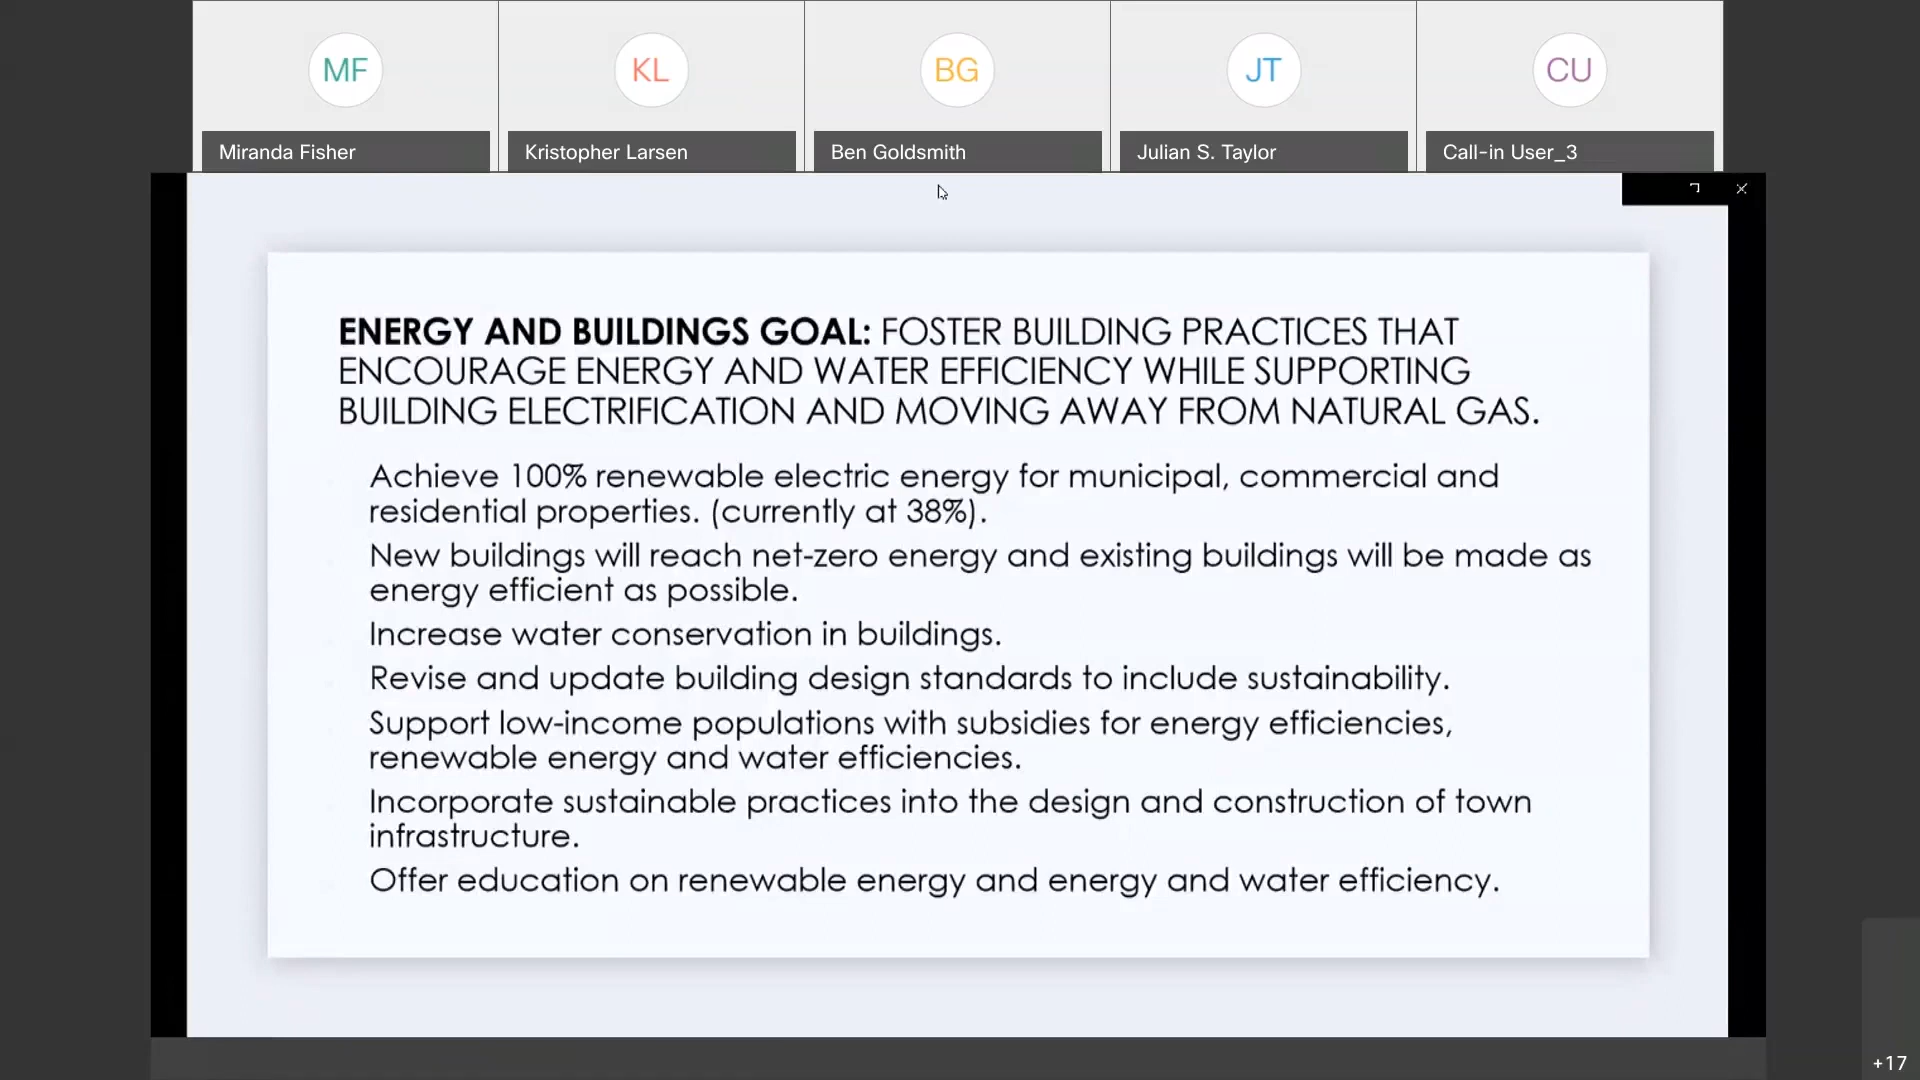 MF
KL
BG
JT
CU
Miranda Fisher
Kristopher Larsen
Ben Goldsmith
Julian S. Taylor
Call-in User_3
ENERGY AND BUILDINGS GOAL: FOSTER BUILDING PRACTICES THAT
ENCOURAGE ENERGY AND WATER EFFICIENCY WHILE SUPPORTING
BUILDING ELECTRIFICATION AND MOVING AWAY FROM NATURAL GAS.
Achieve 100% renewable electric energy for municipal, commercial and
residential properties. (currently at 38%).
New buildings will reach net-zero energy and existing buildings will be made as
energy efficient as possible.
Increase water conservation in buildings.
Revise and update building design standards to include sustainability.
Support low-income populations with subsidies for energy efficiencies,
renewable energy and water efficiencies.
Incorporate sustainable practices into the design and construction of town
infrastructure.
Offer education on renewable energy and energy and water efficiency.
+17